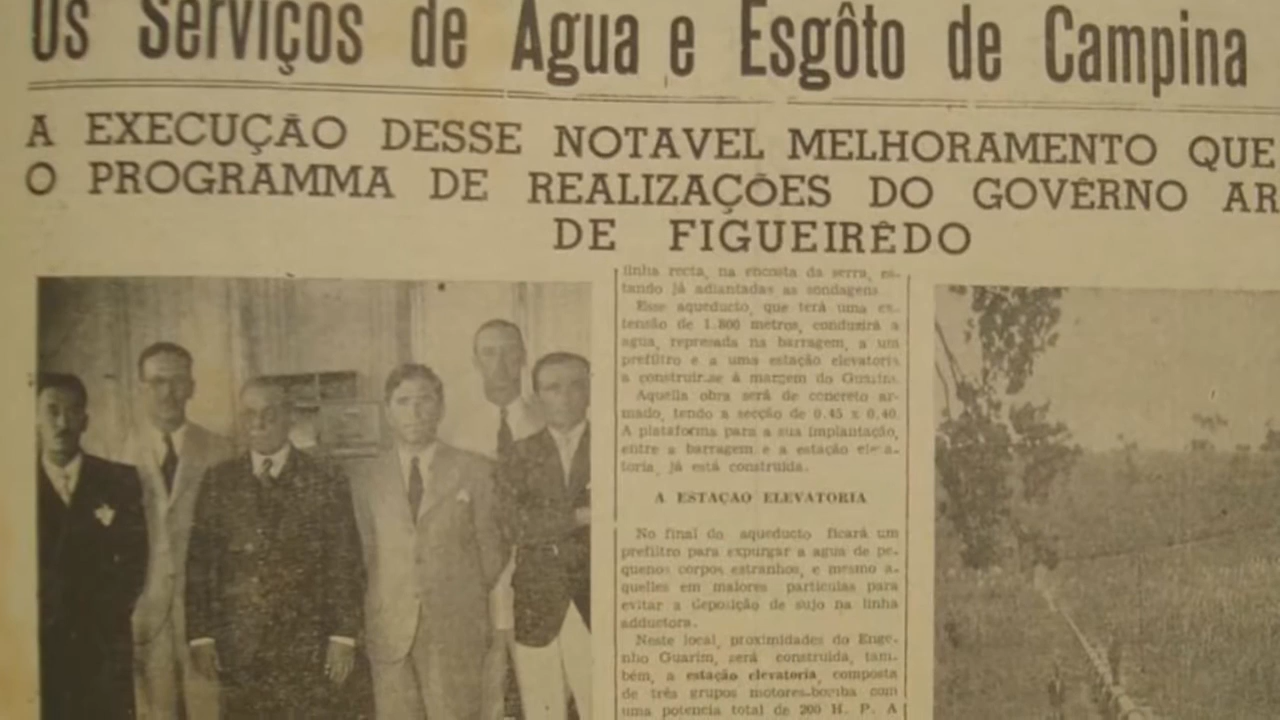 Os Serviços de Agua e Esgôto de Campina
A EXECUÇÃO DESSE NOTAVEL MELHORAMENTO QUE
O PROGRAMMA DE REALIZAÇÕES DO GOVÊRNO AR
DE FIGUEIRÊDO
linha recta, na encosta da serra, es-
tando já adiantadas as sondagens
Esse aqueducto, que terá uma ex-
tensão de 1.800 metros, conduzirá a
agua, represada na barragem, a um
prefiltro e a uma estação elevatoria
a construir-se á margem do Guarim.
Aquella obra será de concreto ar-
mado, tendo a secção de 0.45 x 0,40.
A plataforma para a sua implantação,
entre a barragem e a estação elev a-
toria, já está construida.
A ESTAÇAO ELEVATORIA
No final do aqueducto ficará um
prefiltro para expurgar a agua de pe-
quenos corpos estranhos, e mesmo a-
quelles em maiores particulas para
evitar a deposição de sujo na linha
adductora.
Neste local, proximidades do Enge-
nho Guarim, será construida, tam-
bém, a estação elevatoria, composta
de três grupos motores-bomba com
uma potencia total de 200 H. P. A